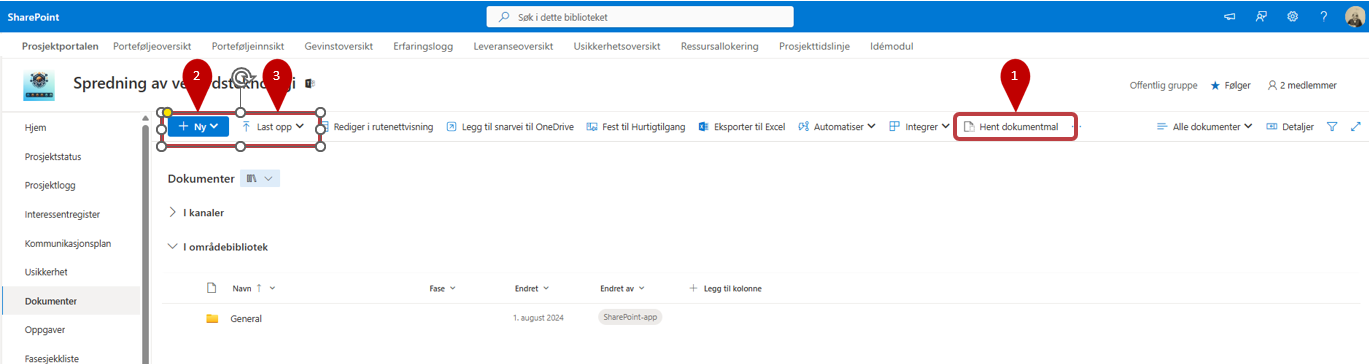 SharePoint
Søk i dette biblioteket
?
Prosjektportalen Porteføljeoversikt Porteføljeinnsikt Gevinstoversikt Erfaringslogg Leveranseoversikt Usikkerhetsoversikt Ressursallokering Prosjekttidslinje Idémodul
2 3 1
Spredning av
Offentlig gruppe ★ Følger 2 medlemmer
+ Ny Last opp Rediger i rutenettvisning Legg til snarvei til OneDrive Fest til Hurtigtilgang Eksporter til Excel Automatiser Integrer Hent dokumentmal ... Alle dokumenter Detaljer
Hjem
Prosjektstatus
Prosjektlogg
Interessentregister
Kommunikasjonsplan
Usikkerhet
Dokumenter
Oppgaver
Fasesjekkliste
Dokumenter
I kanaler
I områdebibliotek
Navn ↑ Fase Endret Endret av + Legg til kolonne
General 1. august 2024 SharePoint-app